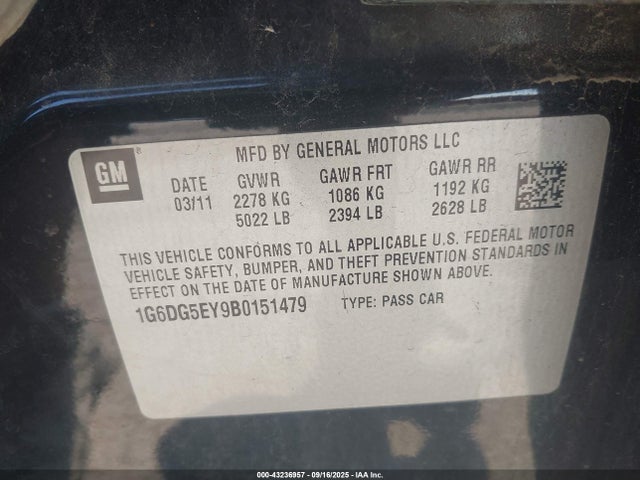 GM ®
MFD BY GENERAL MOTORS LLC
DATE GVWR GAWR FRT GAWR RR
03/11 2278 KG 1086 KG 1192 KG
5022 LB 2394 LB 2628 LB
THIS VEHICLE CONFORMS TO ALL APPLICABLE U.S. FEDERAL MOTOR
VEHICLE SAFETY, BUMPER, AND THEFT PREVENTION STANDARDS IN
EFFECT ON THE DATE OF MANUFACTURE SHOWN ABOVE.
1G6DG5EY9B0151479 TYPE: PASS CAR
000-43236957 - 09/16/2025 - IAA Inc.